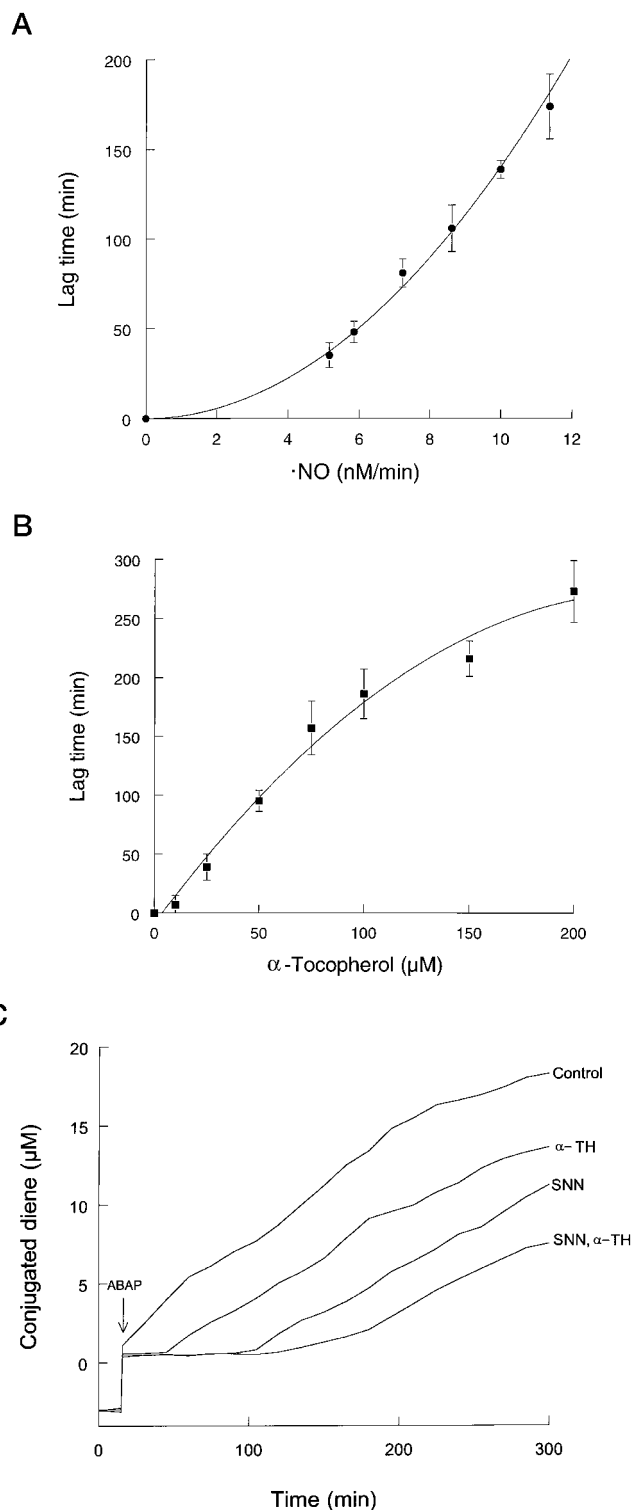 A
200
150
100
50
0
Lag time (min)
0 2 4 6 8 10 12
·NO (nM/min)
B
300
250
200
150
100
50
0
Lag time (min)
0 50 100 150 200
α-Tocopherol (µM)
C
20
15
10
5
0
Conjugated diene (µM)
Control
α-TH
SNN
SNN, α-TH
ABAP
0 100 200 300
Time (min)